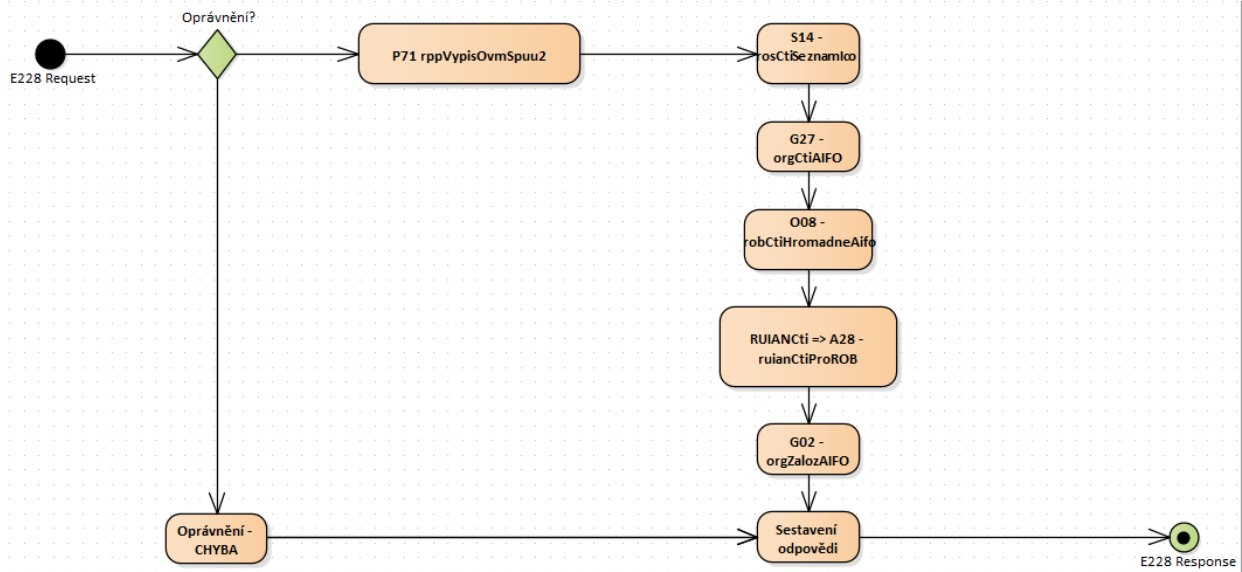 Oprávnění?
E228 Request
P71 rppVypisOvmSpuu2
S14 -
rosCtiSeznamIco
G27 -
orgCtiAIFO
O08 -
robCtiHromadneAifo
RUIANCti => A28 -
ruianCtiProROB
G02 -
orgZalozAIFO
Oprávnění -
CHYBA
Sestavení
odpovědi
E228 Response